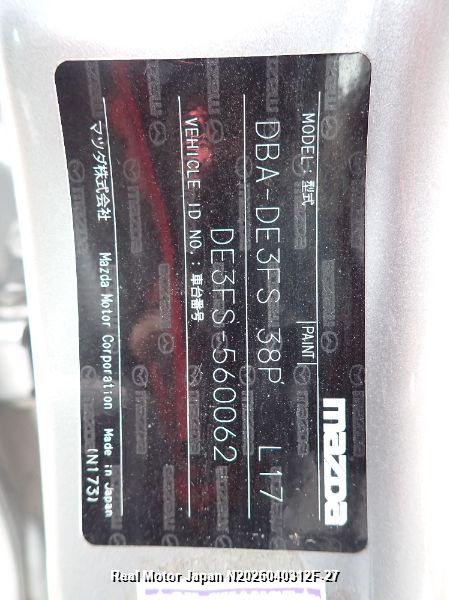 mazda
MODEL: 型式 PAINT
DBA-DE3FS 38P L17
VEHICLE ID NO.: 車台番号
DE3FS-560062
マツダ株式会社 Mazda Motor Corporation Made in Japan
(N173)
Real Motor Japan N2026040312F-27